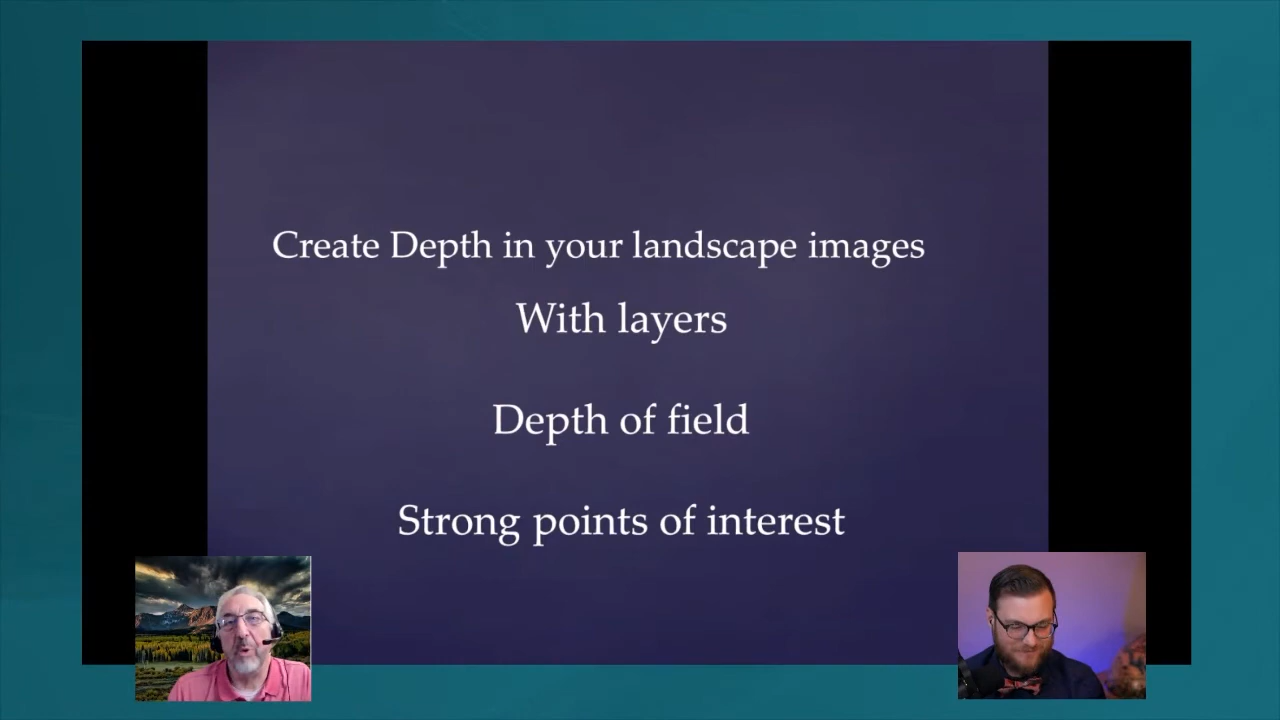 Create Depth in your landscape images
With layers
Depth of field
Strong points of interest